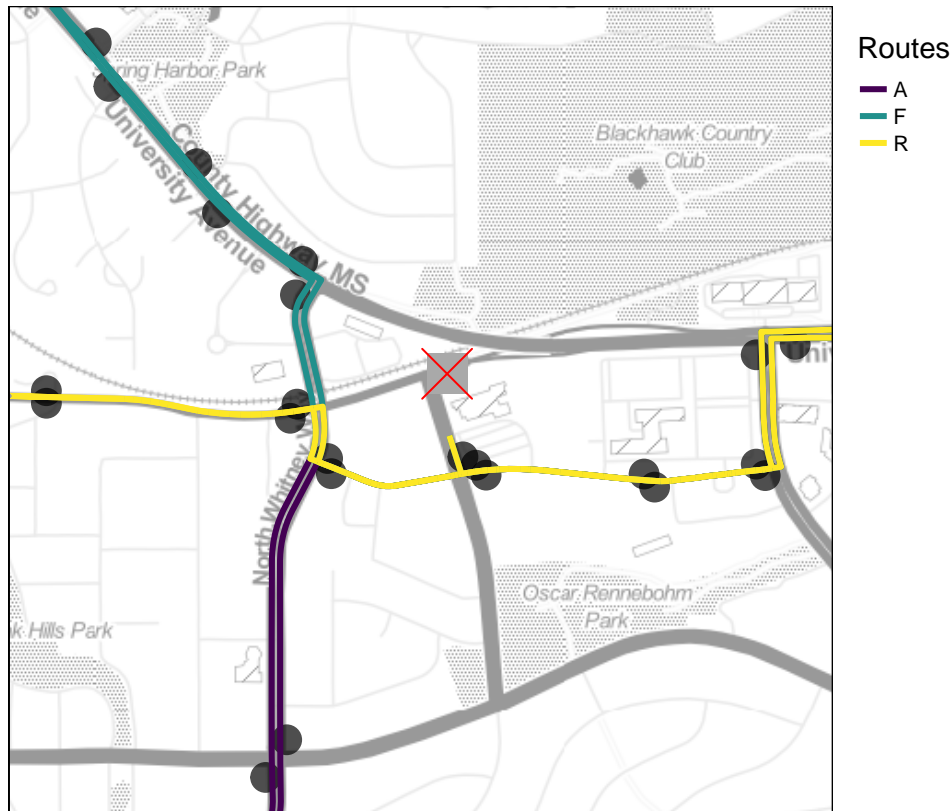 Routes
A
F
R
Spring Harbor Park
County Highway MS
University Avenue
Blackhawk Country
Club
North Whitney Way
Oscar Rennebohm
Park
k Hills Park